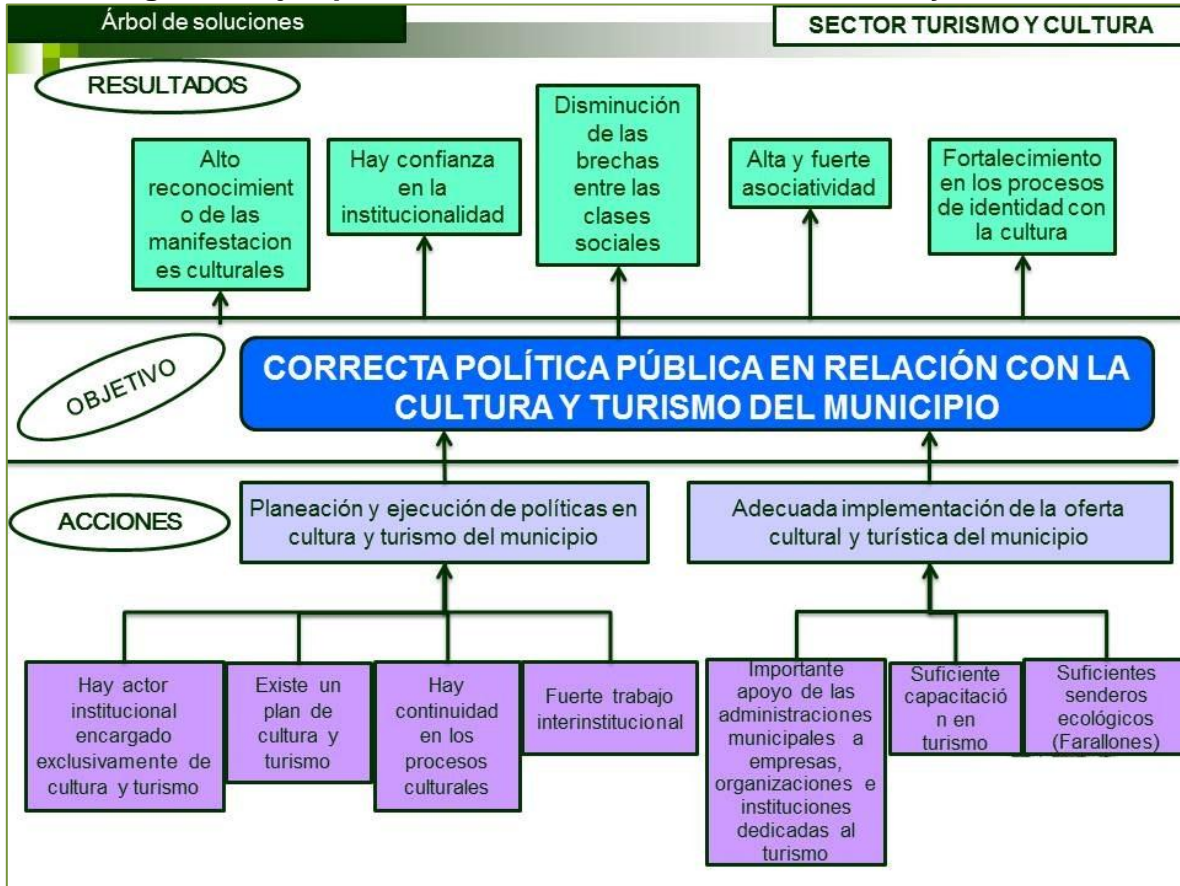 Árbol de soluciones
SECTOR TURISMO Y CULTURA
RESULTADOS
Alto
reconocimient
o de las
manifestacion
es culturales
Hay confianza
en la
institucionalidad
Disminución
de las
brechas
entre las
clases
sociales
Alta y fuerte
asociatividad
Fortalecimiento
en los procesos
de identidad con
la cultura
OBJETIVO
CORRECTA POLÍTICA PÚBLICA EN RELACIÓN CON LA
CULTURA Y TURISMO DEL MUNICIPIO
ACCIONES
Planeación y ejecución de políticas en
cultura y turismo del municipio
Adecuada implementación de la oferta
cultural y turística del municipio
Hay actor
institucional
encargado
exclusivamente de
cultura y turismo
Existe un
plan de
cultura y
turismo
Hay
continuidad
en los
procesos
culturales
Fuerte trabajo
interinstitucional
Importante
apoyo de las
administraciones
municipales a
empresas,
organizaciones e
instituciones
dedicadas al
turismo
Suficiente
capacitació
n en
turismo
Suficientes
senderos
ecológicos
(Farallones)